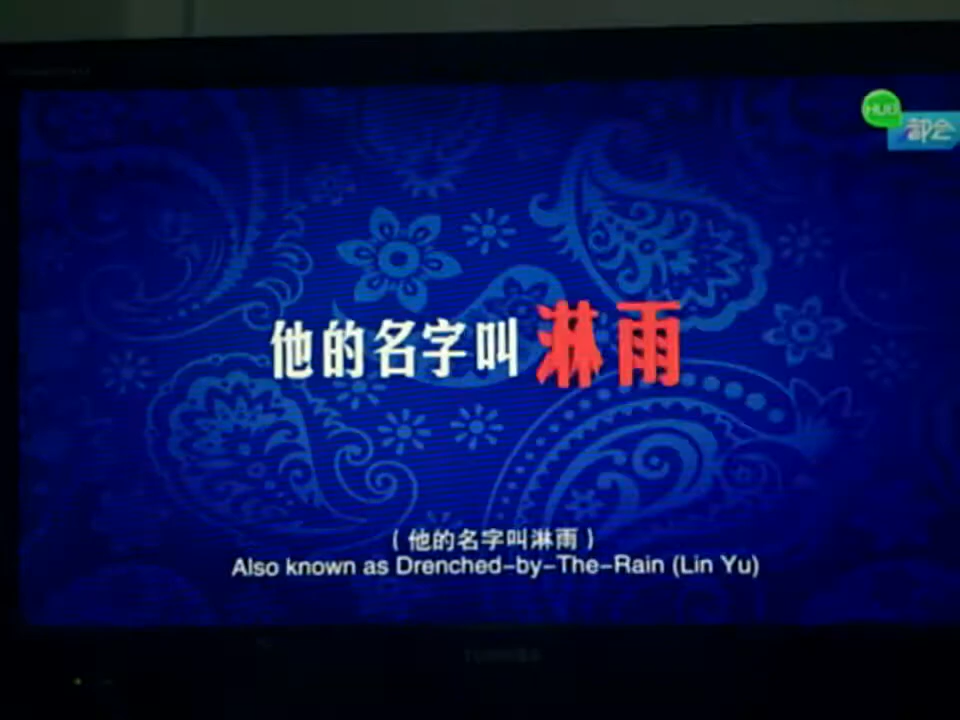 HUB
都会
他的名字叫 淋雨
(他的名字叫淋雨)
Also known as Drenched-by-The-Rain (Lin Yu)